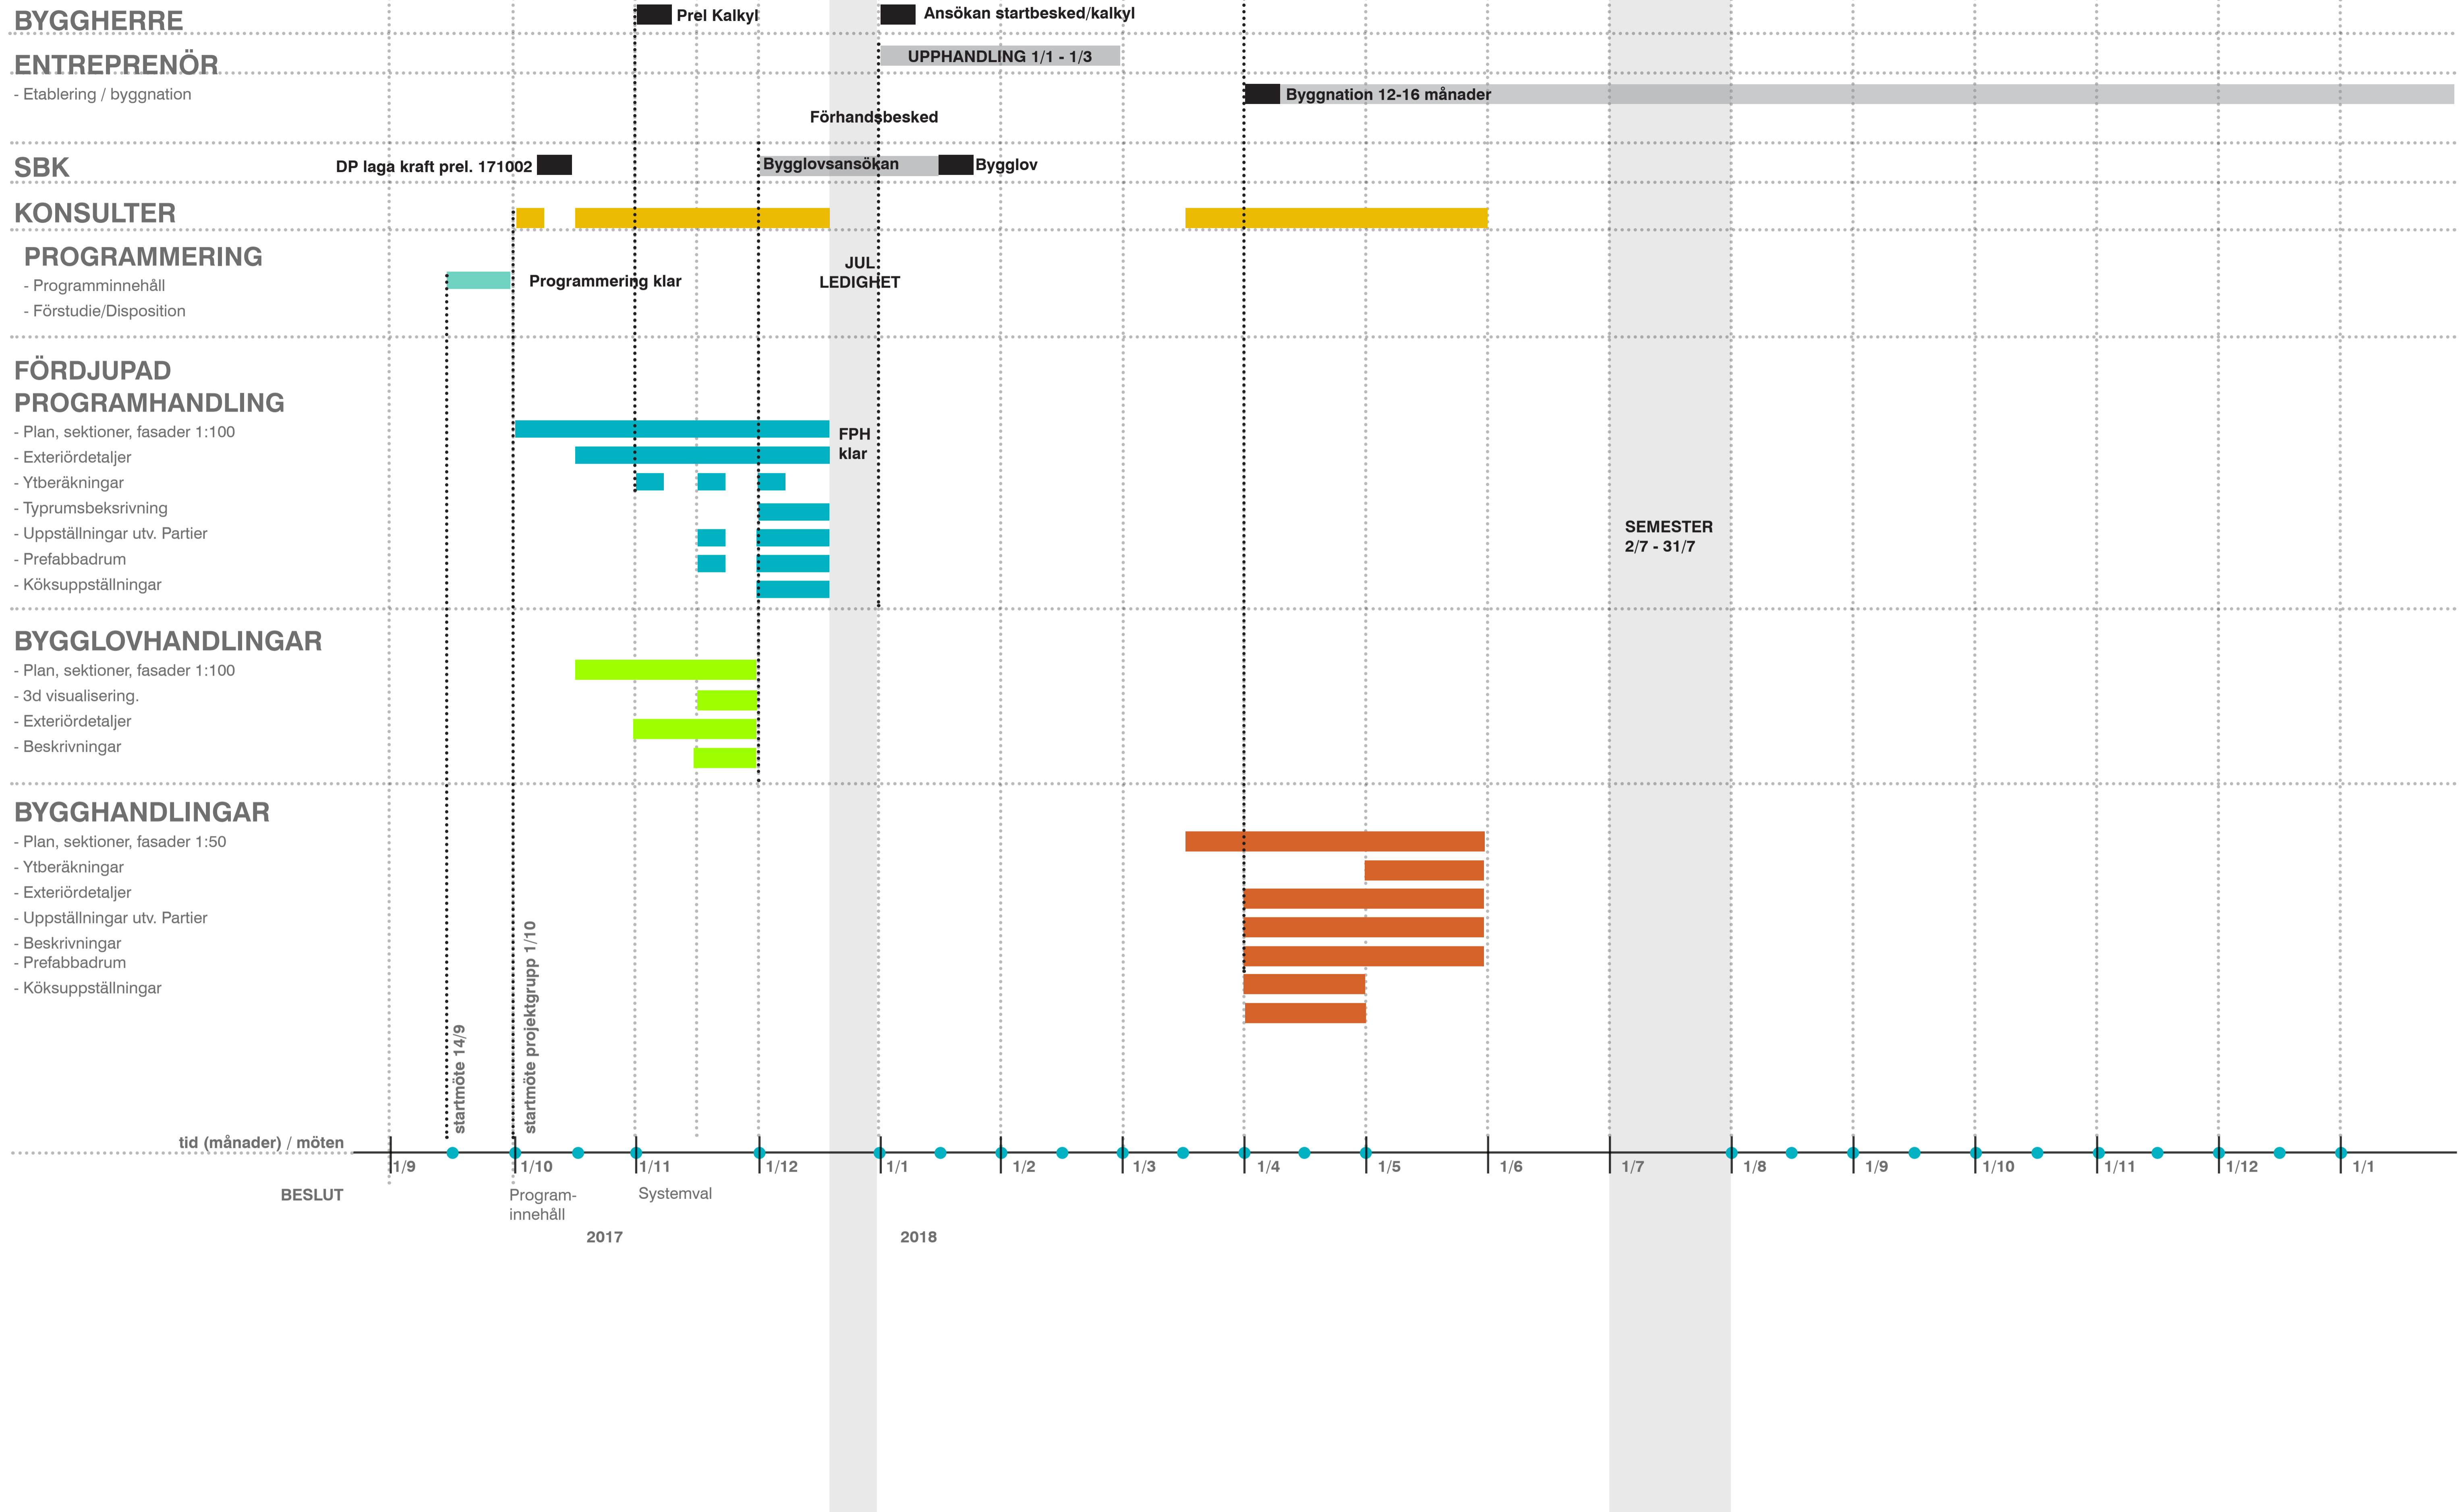 BYGGHERRE
Prel Kalkyl
Ansökan startbesked/kalkyl
ENTREPRENÖR
UPPHANDLING 1/1 - 1/3
- Etablering / byggnation
Byggnation 12-16 månader
Förhandsbesked
SBK
DP laga kraft prel. 171002
Bygglovsansökan
Bygglov
KONSULTER
PROGRAMMERING
- Programminnehåll
- Förstudie/Disposition
Programmering klar
JUL
LEDIGHET
FÖRDJUPAD
PROGRAMHANDLING
- Plan, sektioner, fasader 1:100
- Exteriördetaljer
- Ytberäkningar
- Typrumsbeksrivning
- Uppställningar utv. Partier
- Prefabbadrum
- Köksuppställningar
FPH
klar
SEMESTER
2/7 - 31/7
BYGGLOVHANDLINGAR
- Plan, sektioner, fasader 1:100
- 3d visualisering.
- Exteriördetaljer
- Beskrivningar
BYGGHANDLINGAR
- Plan, sektioner, fasader 1:50
- Ytberäkningar
- Exteriördetaljer
- Uppställningar utv. Partier
- Beskrivningar
- Prefabbadrum
- Köksuppställningar
startmöte 14/9
startmöte projektgrupp 1/10
tid (månader) / möten
1/9
1/10
1/11
1/12
1/1
1/2
1/3
1/4
1/5
1/6
1/7
1/8
1/9
1/10
1/11
1/12
1/1
BESLUT
Program-
innehåll
Systemval
2017
2018